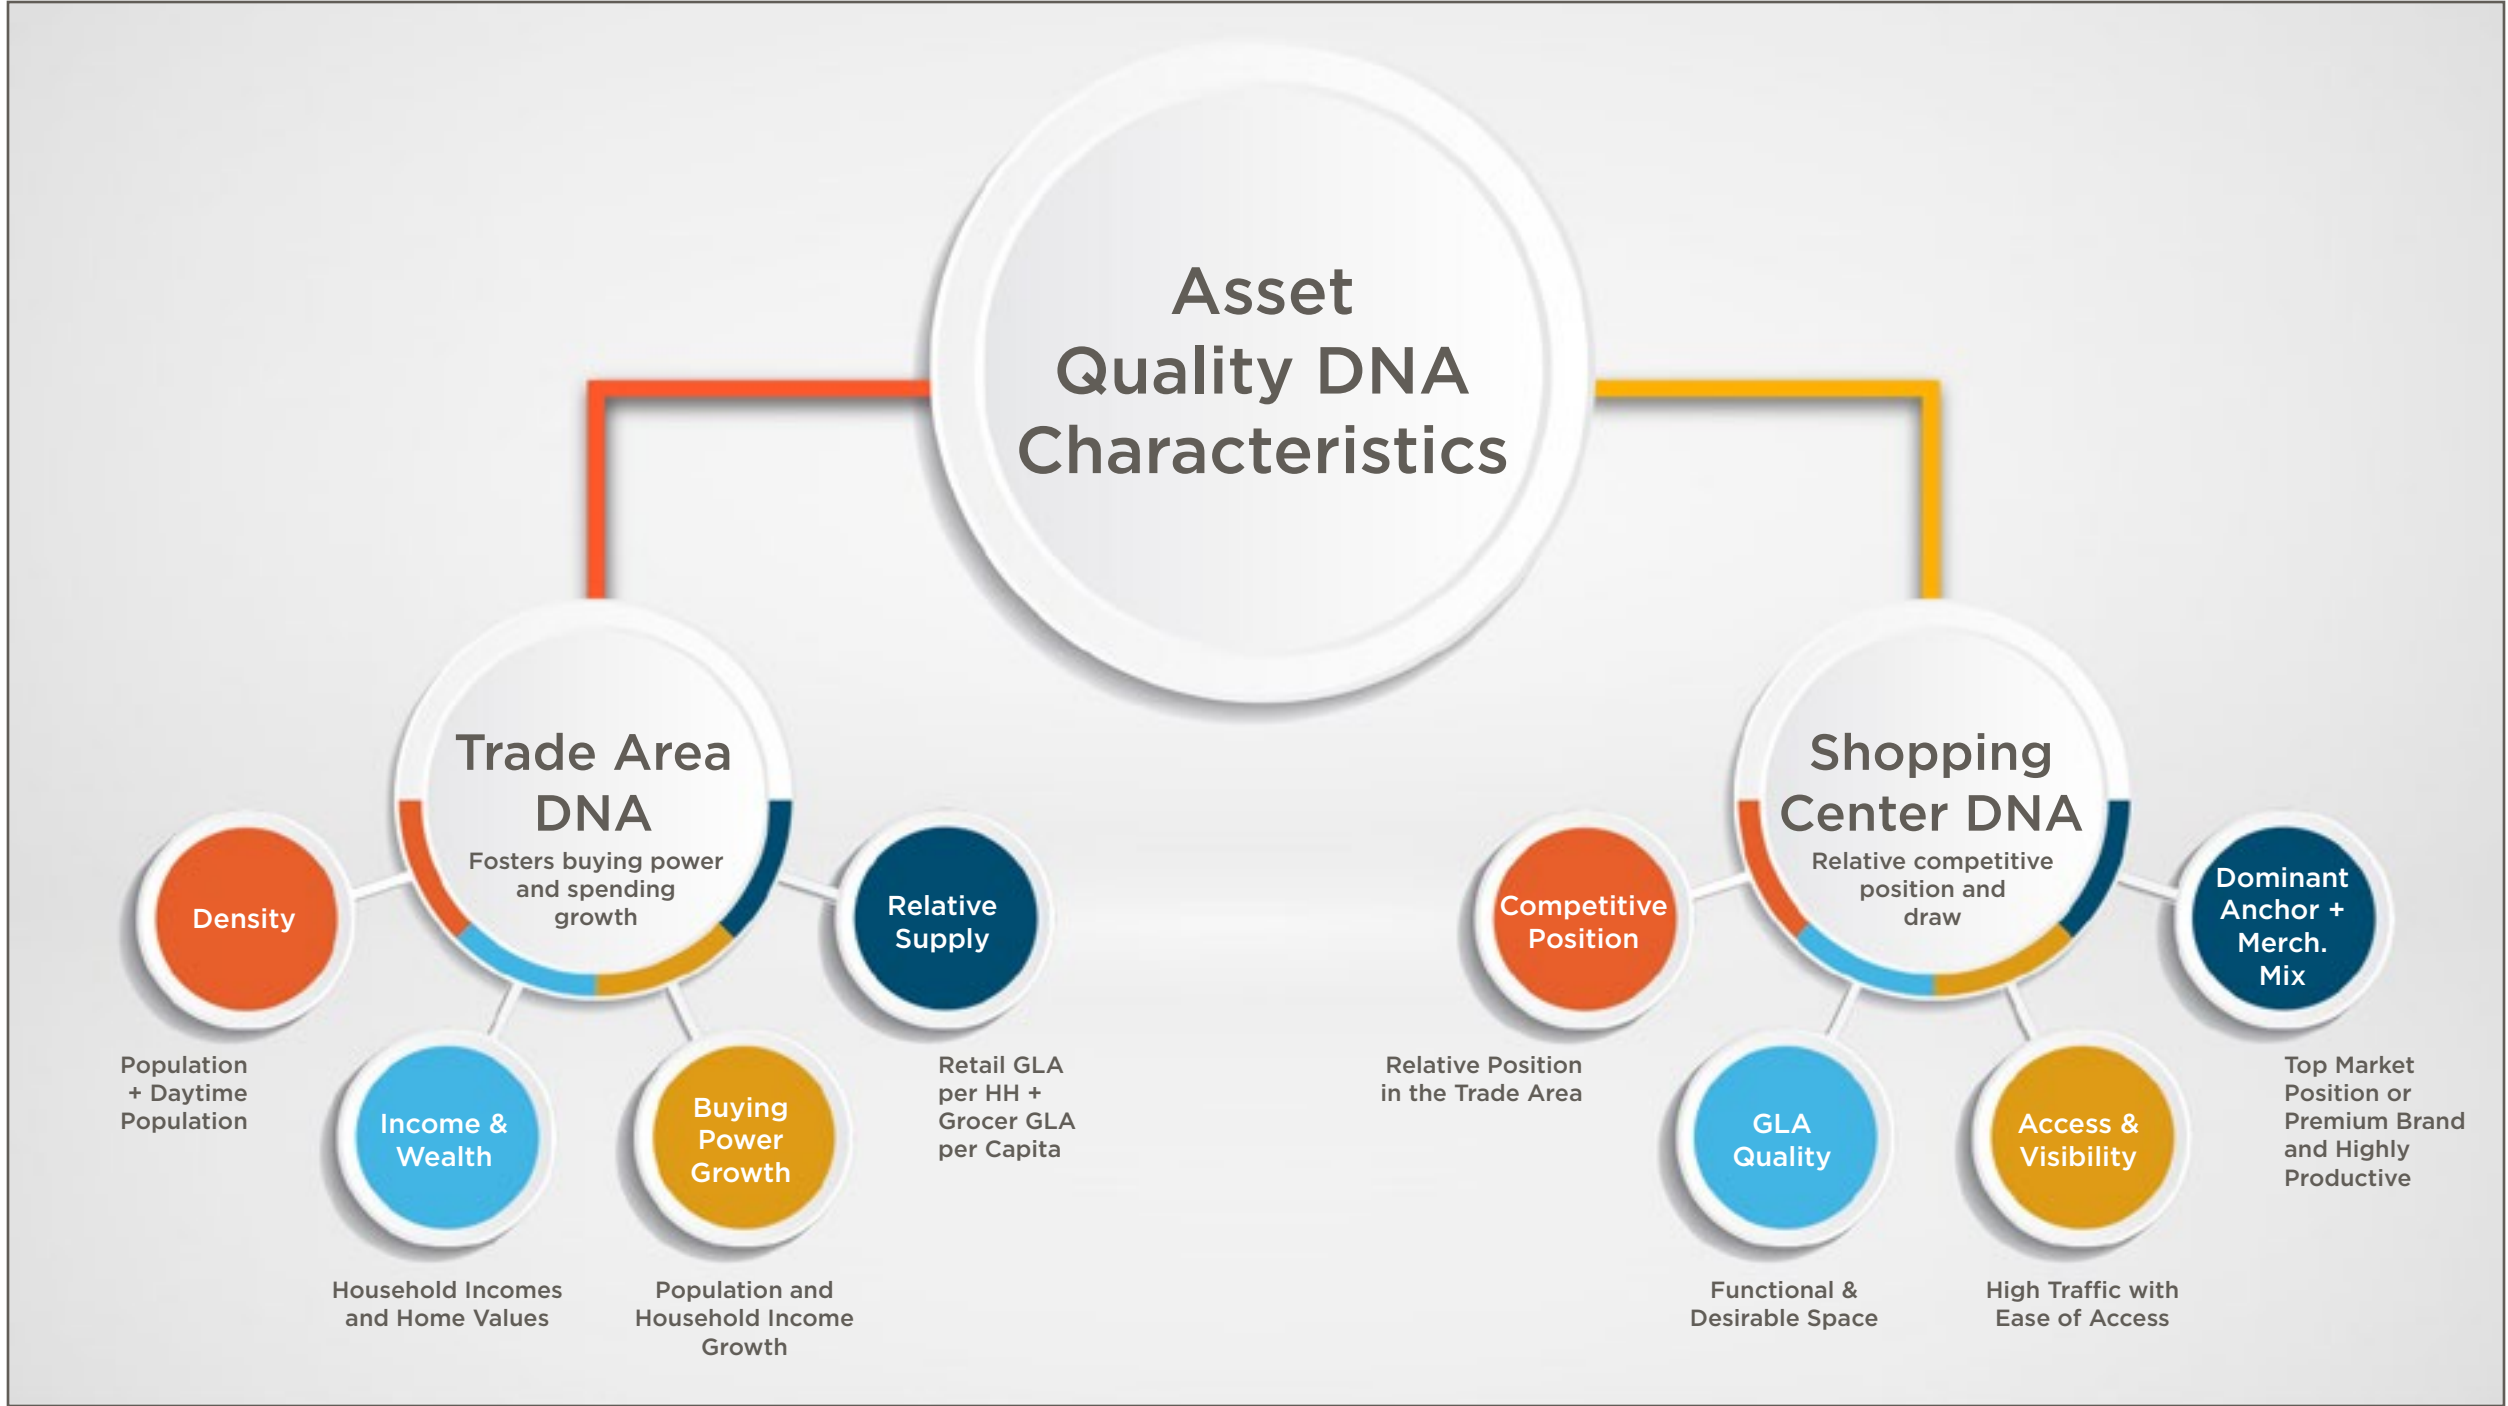 Asset
Quality DNA
Characteristics
Trade Area
DNA
Fosters buying power
and spending
growth
Density
Population
+ Daytime
Population
Income &
Wealth
Household Incomes
and Home Values
Buying
Power
Growth
Population and
Household Income
Growth
Relative
Supply
Retail GLA
per HH +
Grocer GLA
per Capita
Shopping
Center DNA
Relative competitive
position and
draw
Competitive
Position
Relative Position
in the Trade Area
GLA
Quality
Functional &
Desirable Space
Access &
Visibility
High Traffic with
Ease of Access
Dominant
Anchor +
Merch.
Mix
Top Market
Position or
Premium Brand
and Highly
Productive